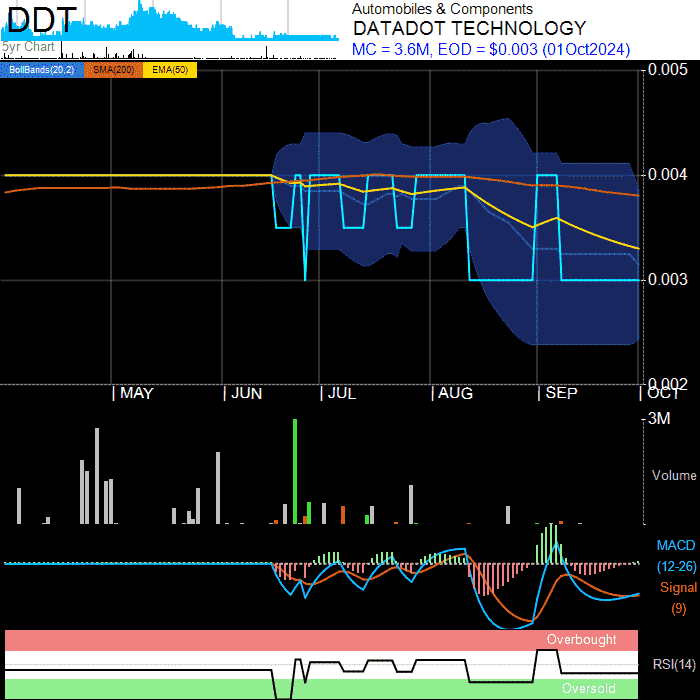 DDT
5yr Chart
Automobiles & Components
DATADOT TECHNOLOGY
MC = 3.6M, EOD = $0.003 (01Oct2024)
BollBands(20,2) SMA(200) EMA(50)
0.005
0.004
0.003
0.002
| MAY | JUN | JUL | AUG | SEP | OCT
3M
Volume
MACD
(12-26)
Signal
(9)
Overbought
RSI(14)
Oversold